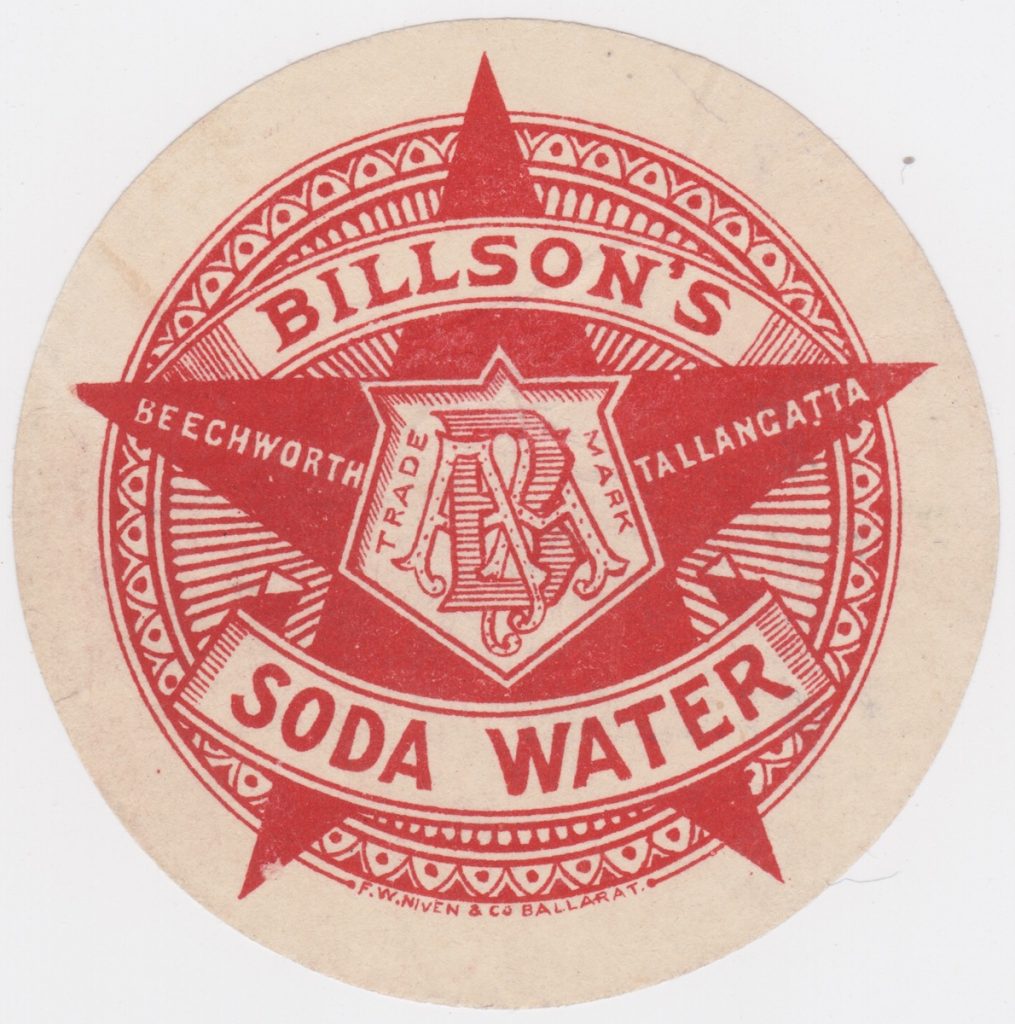 BILLSON'S
BEECHWORTH
TALLANGATTA
TRADE
MARK
SODA WATER
F.W. NIVEN & CO BALLARAT.